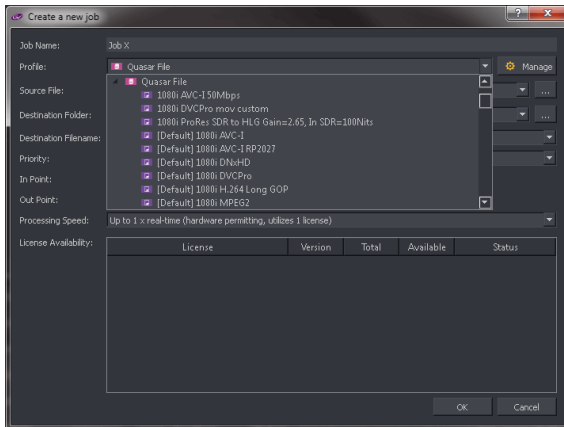 Create a new job
Job Name: Job X
Profile: Quasar File Manage
Quasar File
Source File: ...
1080i AVC-I 50Mbps
1080i DVCPro mov custom
Destination Folder: ...
1080i ProRes SDR to HLG Gain=2.65, In SDR=100Nits
Destination Filename:
[Default] 1080i AVC-I
[Default] 1080i AVC-I RP2027
Priority:
[Default] 1080i DNxHD
In Point:
[Default] 1080i DVCPro
[Default] 1080i H.264 Long GOP
Out Point:
[Default] 1080i MPEG2
Processing Speed: Up to 1 x real-time (hardware permitting, utilizes 1 license)
License Availability:
License Version Total Available Status
OK Cancel